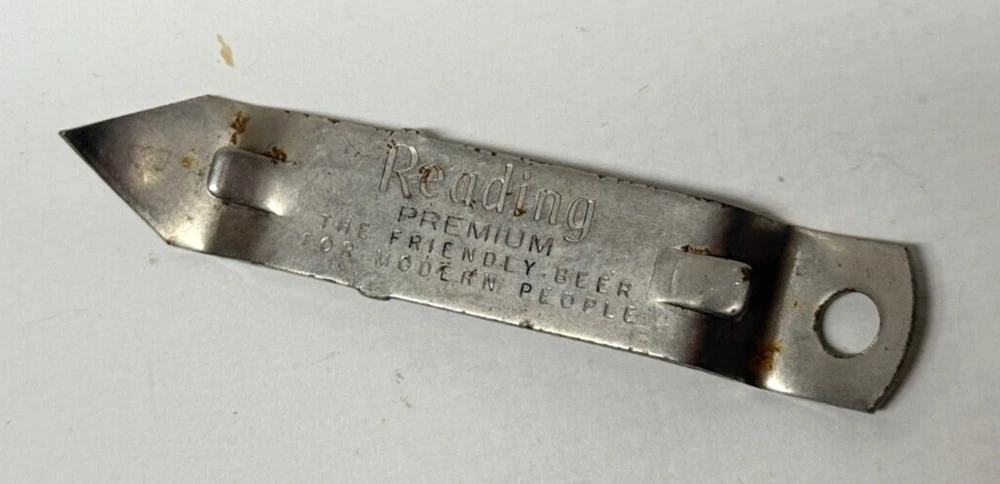 Reading
PREMIUM
THE FRIENDLY BEER
FOR MODERN PEOPLE